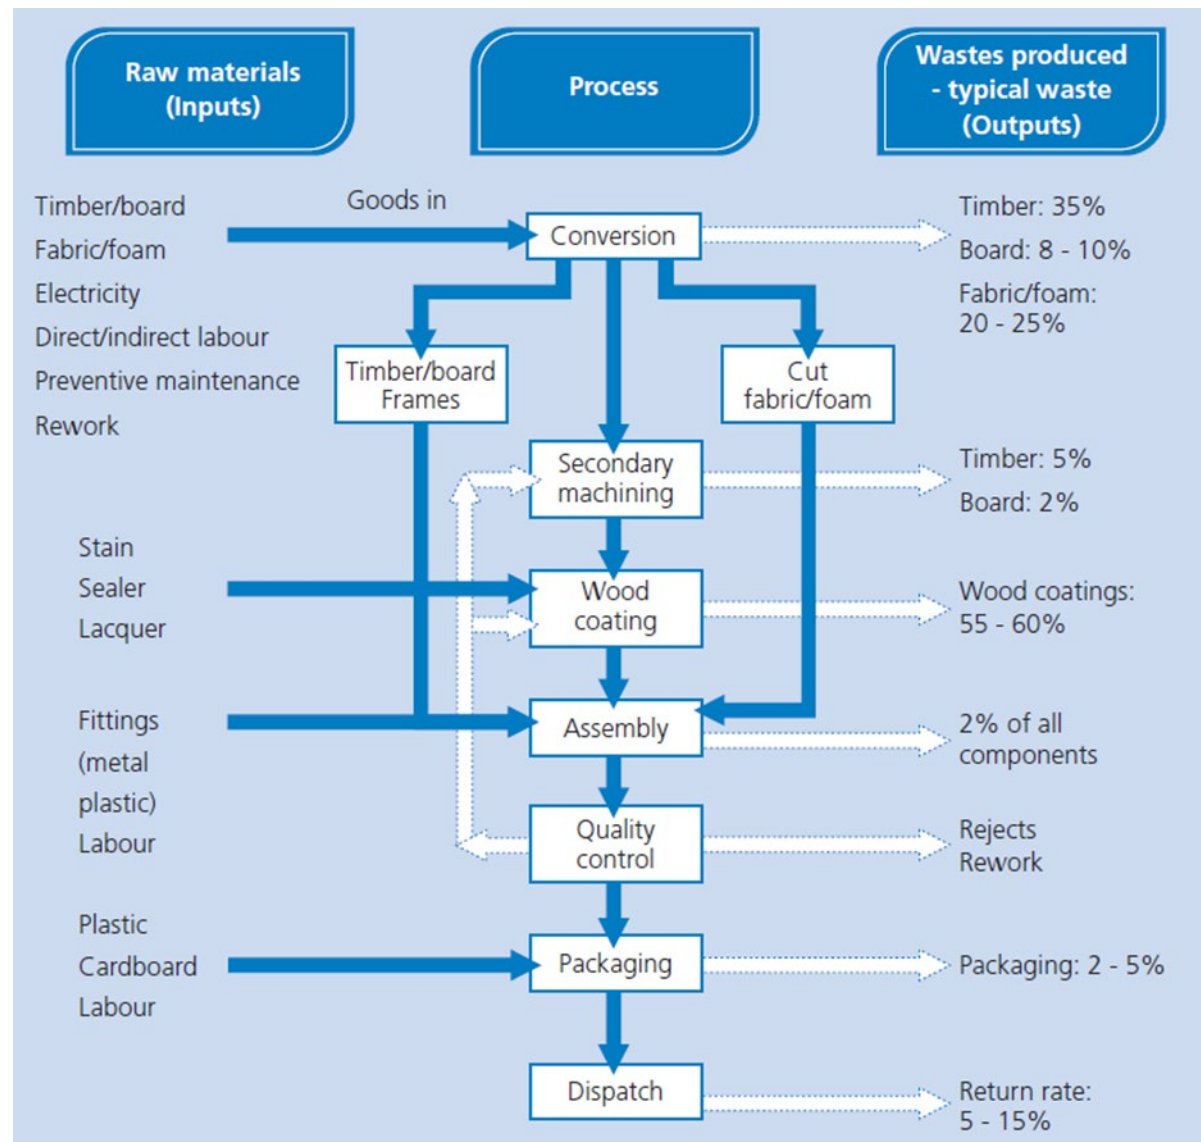 Raw materials
(Inputs)
Process
Wastes produced
- typical waste
(Outputs)
Timber/board
Fabric/foam
Electricity
Direct/indirect labour
Preventive maintenance
Rework
Goods in
Conversion
Timber: 35%
Board: 8 - 10%
Fabric/foam:
20 - 25%
Timber/board
Frames
Cut
fabric/foam
Secondary
machining
Timber: 5%
Board: 2%
Stain
Sealer
Lacquer
Wood
coating
Wood coatings:
55 - 60%
Fittings
(metal
plastic)
Labour
Assembly
2% of all
components
Quality
control
Rejects
Rework
Plastic
Cardboard
Labour
Packaging
Packaging: 2 - 5%
Dispatch
Return rate:
5 - 15%